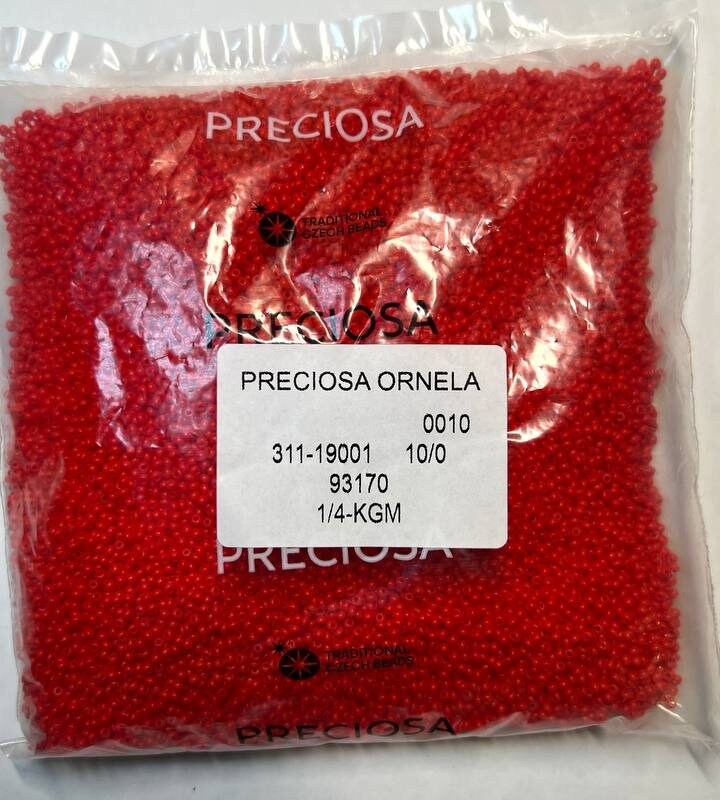 PRECIOSA
TRADITIONAL
CZECH BEADS
PRECIOSA
PRECIOSA ORNELA
0010
311-19001 10/0
93170
1/4-KGM
PRECIOSA
TRADITIONAL
CZECH BEADS
PRECIOSA